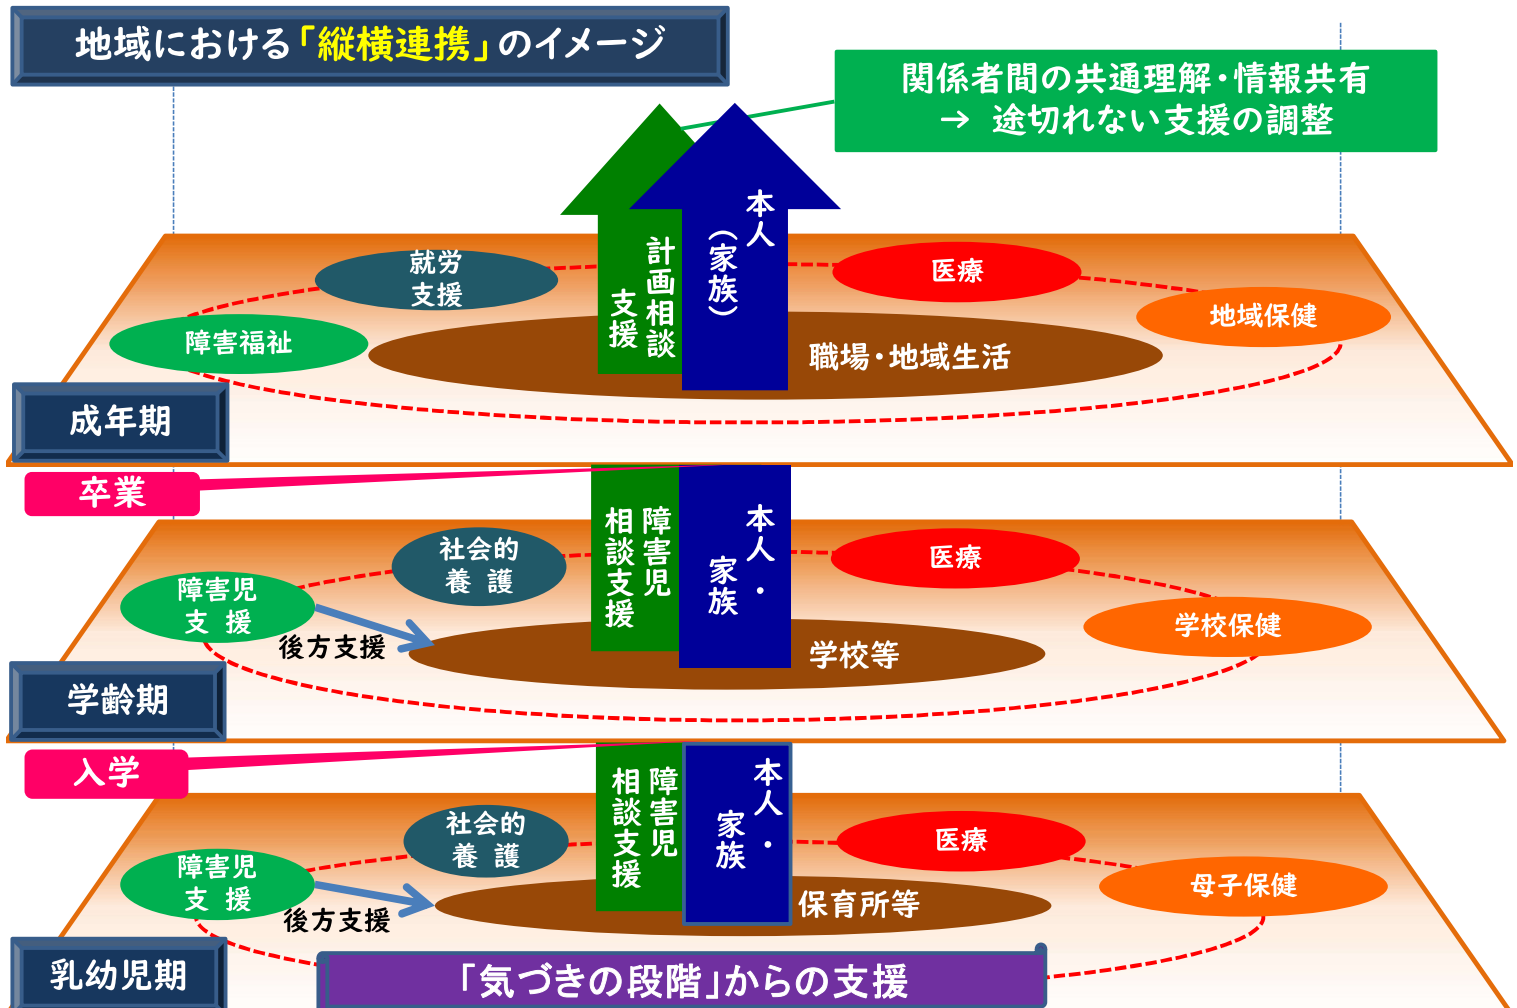 地域における「縦横連携」のイメージ
関係者間の共通理解・情報共有
→ 途切れない支援の調整
本人
（家族）
計画相談
支援
就労
支援
医療
地域保健
障害福祉
職場・地域生活
成年期
卒業
本人・
家族
障害児
相談支援
社会的
養 護
医療
障害児
支 援
後方支援
学校保健
学校等
学齢期
入学
本人・
家族
障害児
相談支援
社会的
養 護
医療
障害児
支 援
後方支援
母子保健
保育所等
乳幼児期
「気づきの段階」からの支援